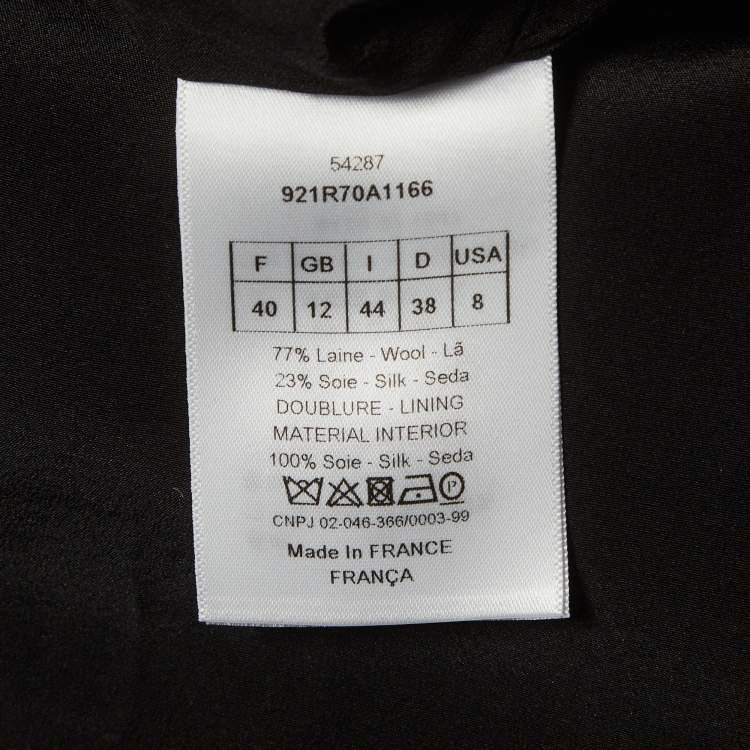 54287
921R70A1166
F GB I D USA
40 12 44 38 8
77% Laine - Wool - Lã
23% Soie - Silk - Seda
DOUBLURE - LINING
MATERIAL INTERIOR
100% Soie - Silk - Seda
P
CNPJ 02-046-366/0003-99
Made In FRANCE
FRANÇA